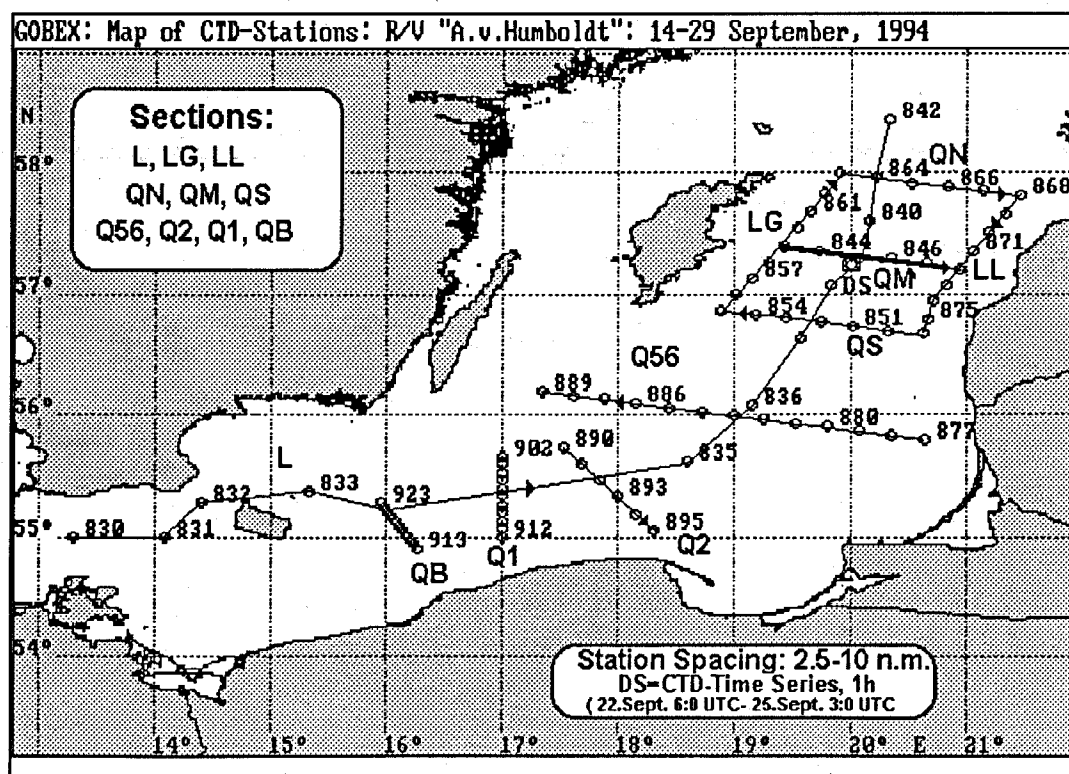 GOBEX: Map of CTD-Stations: R/V "A.v.Humboldt": 14-29 September, 1994
N
Sections:
L, LG, LL
QN, QM, QS
Q56, Q2, Q1, QB
58°
57°
56°
55°
54°
842
QN
864
866
868
861
LG
840
844
846
871
LL
857
DS
QM
875
854
851
QS
Q56
889
886
836
880
877
902
890
835
L
833
832
923
893
830
831
913
912
895
QB
Q1
Q2
Station Spacing: 2.5-10 n.m.
DS=CTD-Time Series, 1h
( 22.Sept. 6:0 UTC- 25.Sept. 3:0 UTC
14°
15°
16°
17°
18°
19°
20°
E
21°